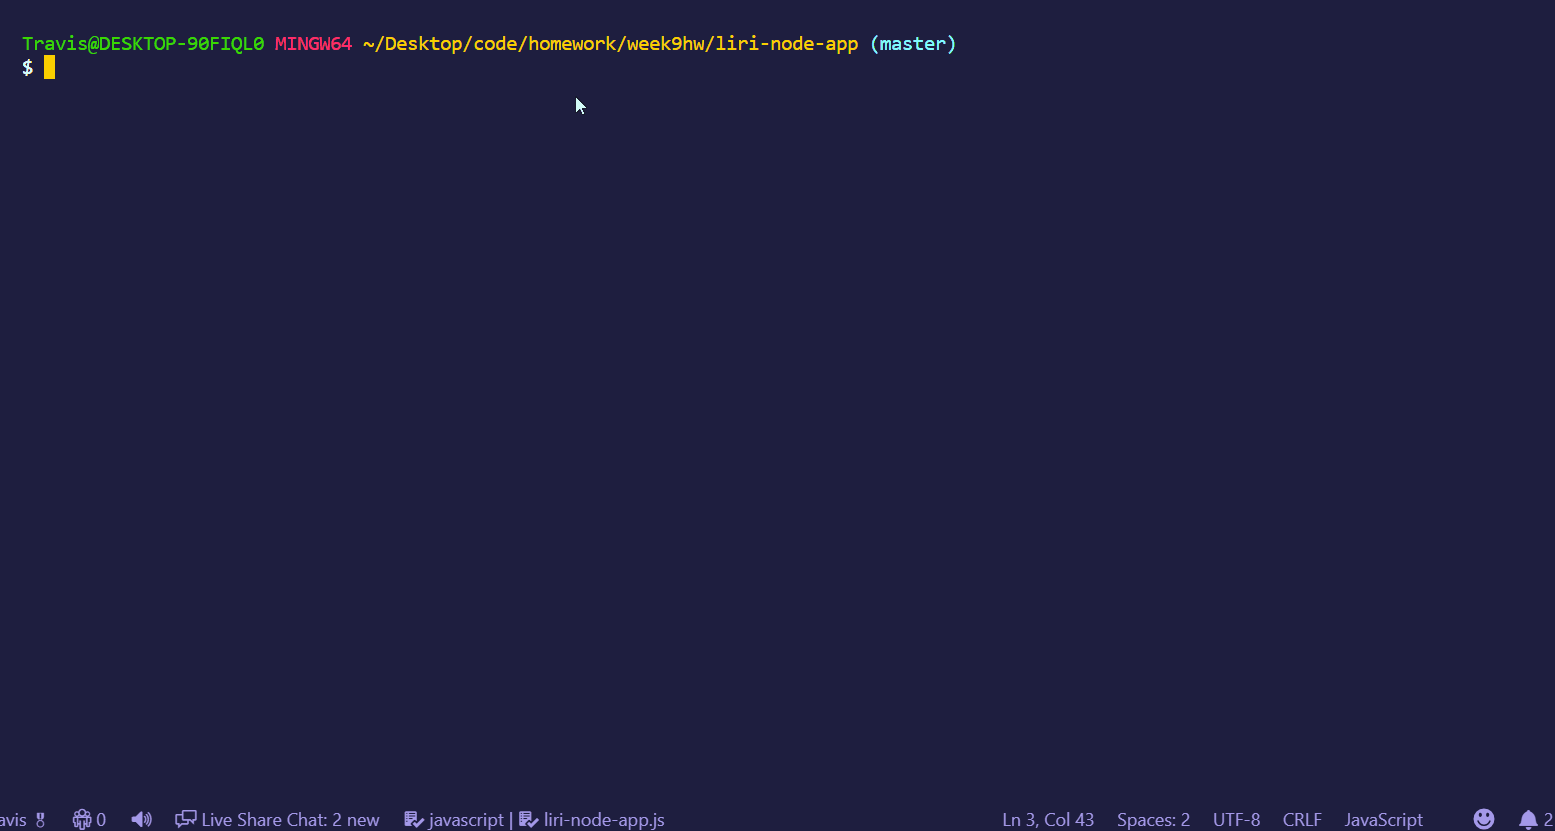 Travis@DESKTOP-90FIQL0 MINGW64 ~/Desktop/code/homework/week9hw/liri-node-app (master)
$
avis 0 Live Share Chat: 2 new javascript | liri-node-app.js Ln 3, Col 43 Spaces: 2 UTF-8 CRLF JavaScript 2